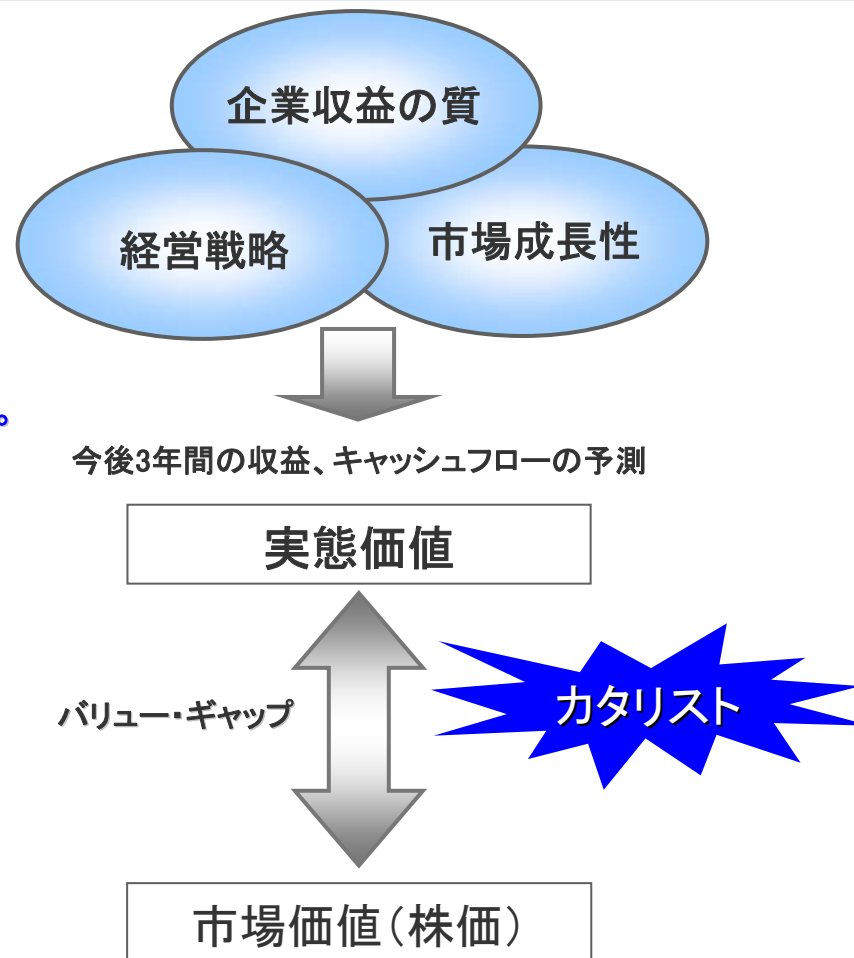 企業収益の質
経営戦略
市場成長性
。
今後3年間の収益、キャッシュフローの予測
実態価値
バリュー・ギャップ
カタリスト
市場価値(株価)